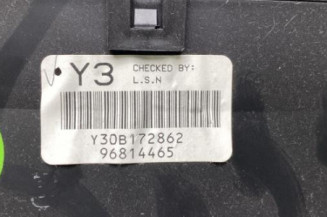 Y3 CHECKED BY:
L.S.N
Y30B172862
96814465